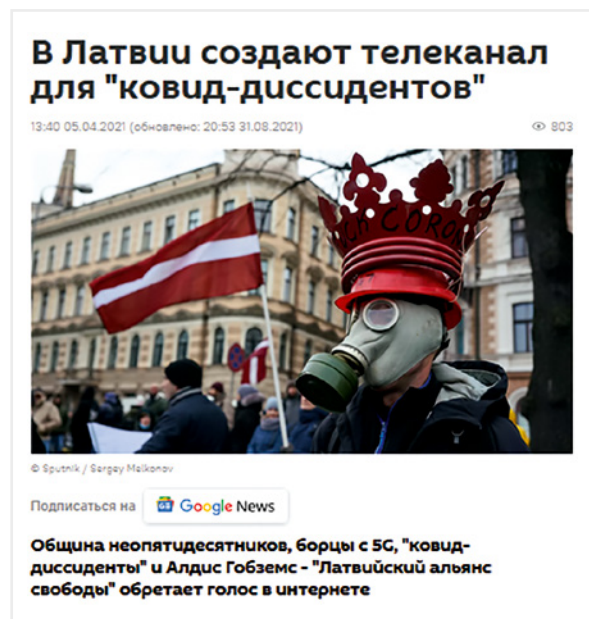 В Латвии создают телеканал
для "ковид-диссидентов"
13:40 05.04.2021 (обновлено: 20:53 31.08.2021)
803
CK CORON
© Sputnik / Sergey Melkonov
Подписаться на
Google News
Община неопятидесятников, борцы с 5G, "ковид-
диссиденты" и Алдис Гобземс - "Латвийский альянс
свободы" обретает голос в интернете